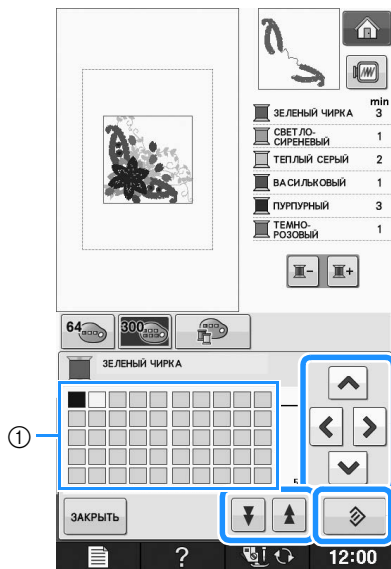 min
ЗЕЛЕНЫЙ ЧИРКА 3
СВЕТЛО-
СИРЕНЕВЫЙ 1
ТЕПЛЫЙ СЕРЫЙ 2
ВАСИЛЬКОВЫЙ 1
ПУРПУРНЫЙ 3
ТЕМНО-
РОЗОВЫЙ 1
64 300
ЗЕЛЕНЫЙ ЧИРКА
①
5
ЗАКРЫТЬ
? 12:00